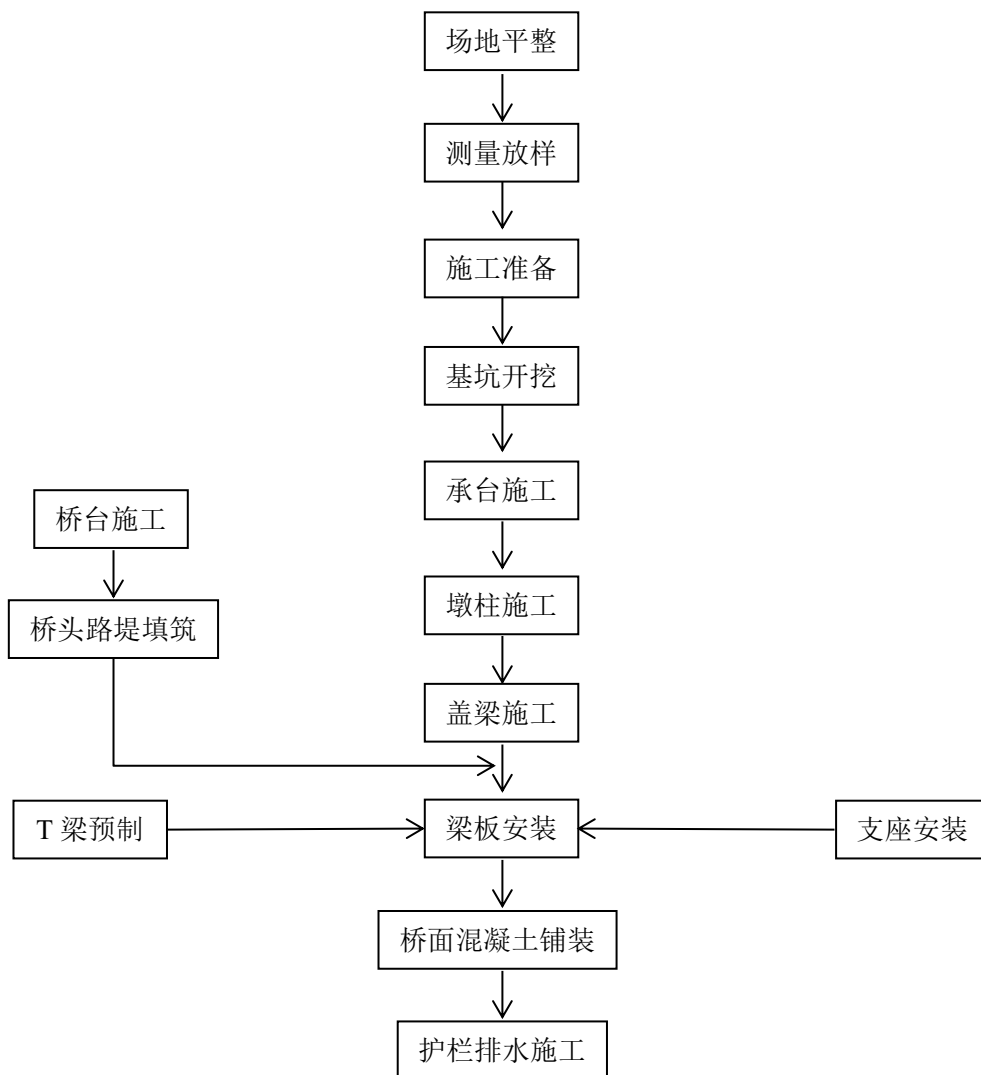 场地平整
测量放样
施工准备
基坑开挖
承台施工
桥台施工
墩柱施工
桥头路堤填筑
盖梁施工
T 梁预制
梁板安装
支座安装
桥面混凝土铺装
护栏排水施工